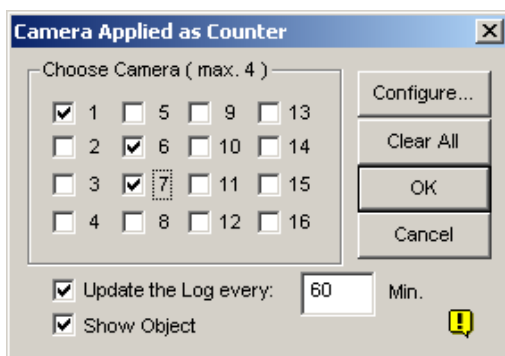 Camera Applied as Counter
Choose Camera ( max. 4 )
1 5 9 13
2 6 10 14
3 7 11 15
4 8 12 16
Configure...
Clear All
OK
Cancel
Update the Log every: 60 Min.
Show Object